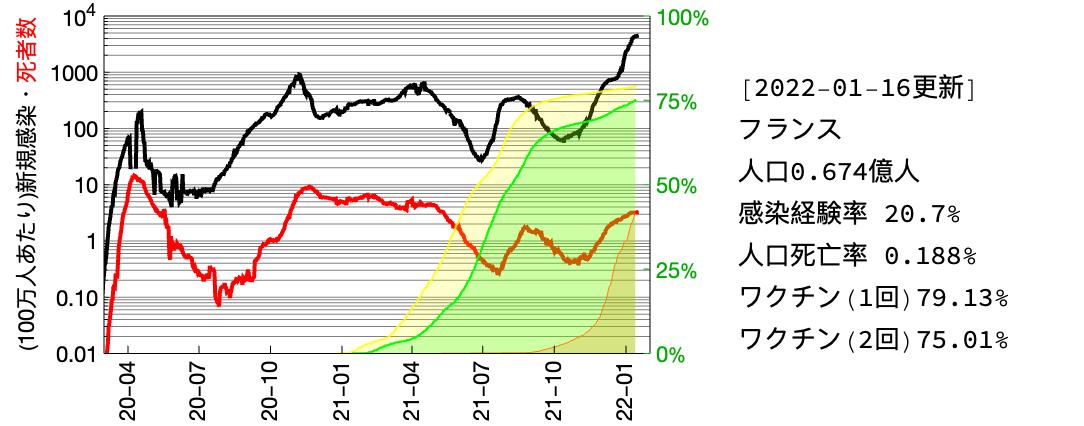 (100万人あたり)新規感染・死者数
10⁴
1000
100
10
1
0.10
0.01
100%
75%
50%
25%
0%
20-04
20-07
20-10
21-01
21-04
21-07
21-10
22-01
[2022-01-16更新]
フランス
人口0.674億人
感染経験率 20.7%
人口死亡率 0.188%
ワクチン(1回)79.13%
ワクチン(2回)75.01%